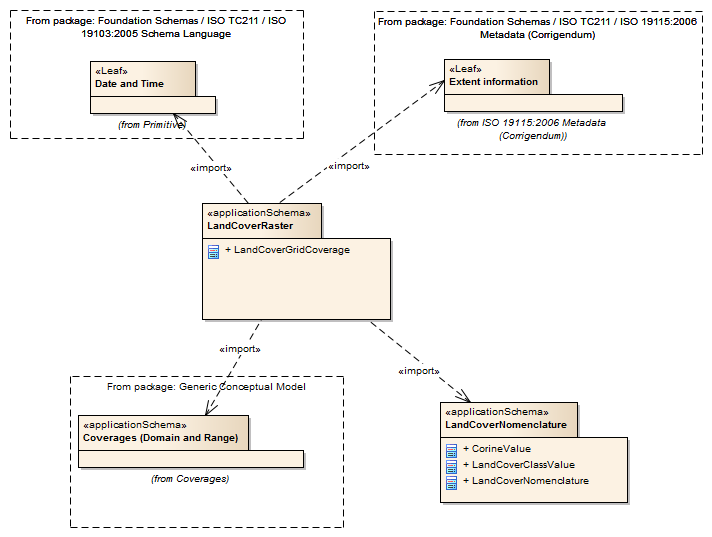 From package: Foundation Schemas / ISO TC211 / ISO
19103:2005 Schema Language
«Leaf»
Date and Time
(from Primitive)
From package: Foundation Schemas / ISO TC211 / ISO 19115:2006
Metadata (Corrigendum)
«Leaf»
Extent information
(from ISO 19115:2006 Metadata
(Corrigendum))
«import»
«import»
«applicationSchema»
LandCoverRaster
+ LandCoverGridCoverage
«import»
«import»
From package: Generic Conceptual Model
«applicationSchema»
Coverages (Domain and Range)
(from Coverages)
«applicationSchema»
LandCoverNomenclature
+ CorineValue
+ LandCoverClassValue
+ LandCoverNomenclature